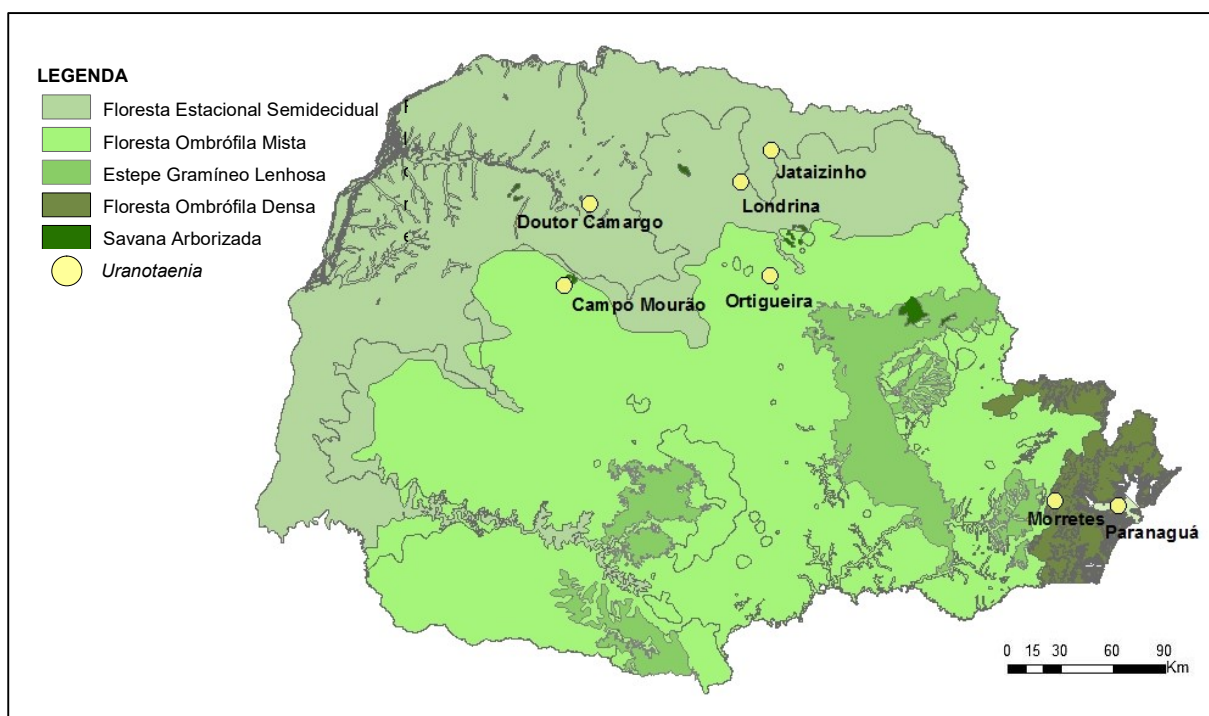 LEGENDA
Floresta Estacional Semidecidual
Floresta Ombrófila Mista
Estepe Gramíneo Lenhosa
Floresta Ombrófila Densa
Savana Arborizada
Uranotaenia
Jataizinho
Londrina
Doutor Camargo
Ortigueira
Campo Mourão
Morretes
Paranaguá
0 15 30 60 90
Km